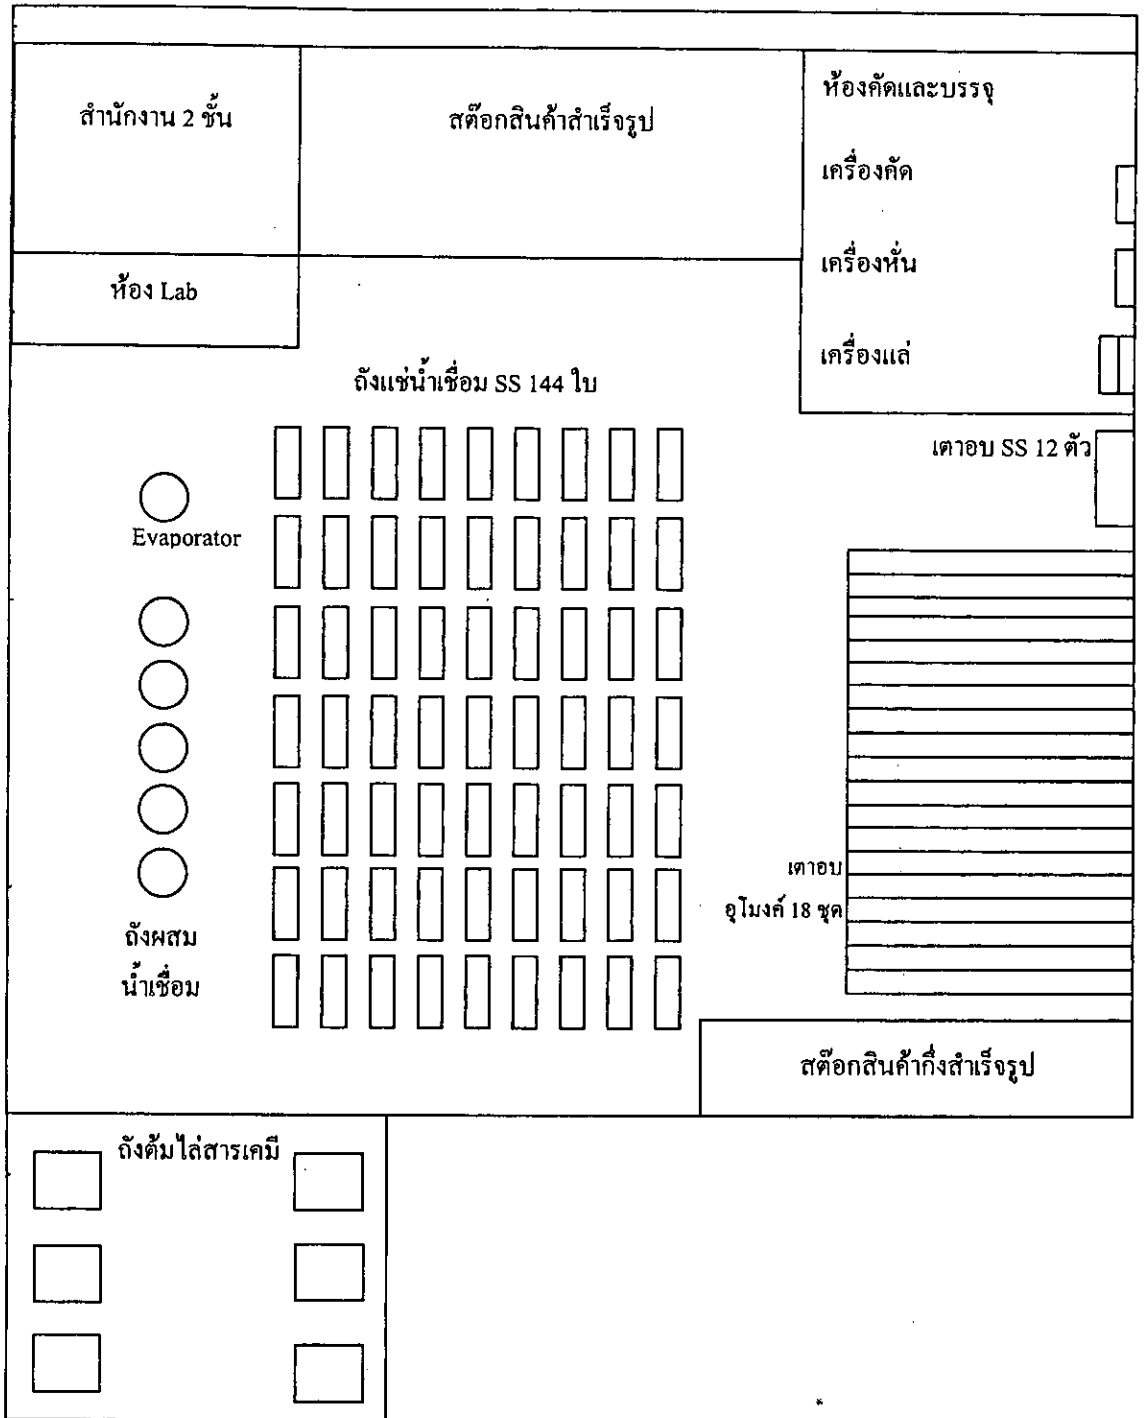 สำนักงาน 2 ชั้น
สต๊อกสินค้าสำเร็จรูป
ห้องคัดและบรรจุ
เครื่องคัด
เครื่องหั่น
เครื่องแล่
ห้อง Lab
ถังแช่น้ำเชื่อม SS 144 ใบ
เตาอบ SS 12 ตัว
Evaporator
เตาอบ
อุโมงค์ 18 ชุด
ถังผสม
น้ำเชื่อม
สต๊อกสินค้ากึ่งสำเร็จรูป
ถังต้มไล่สารเคมี